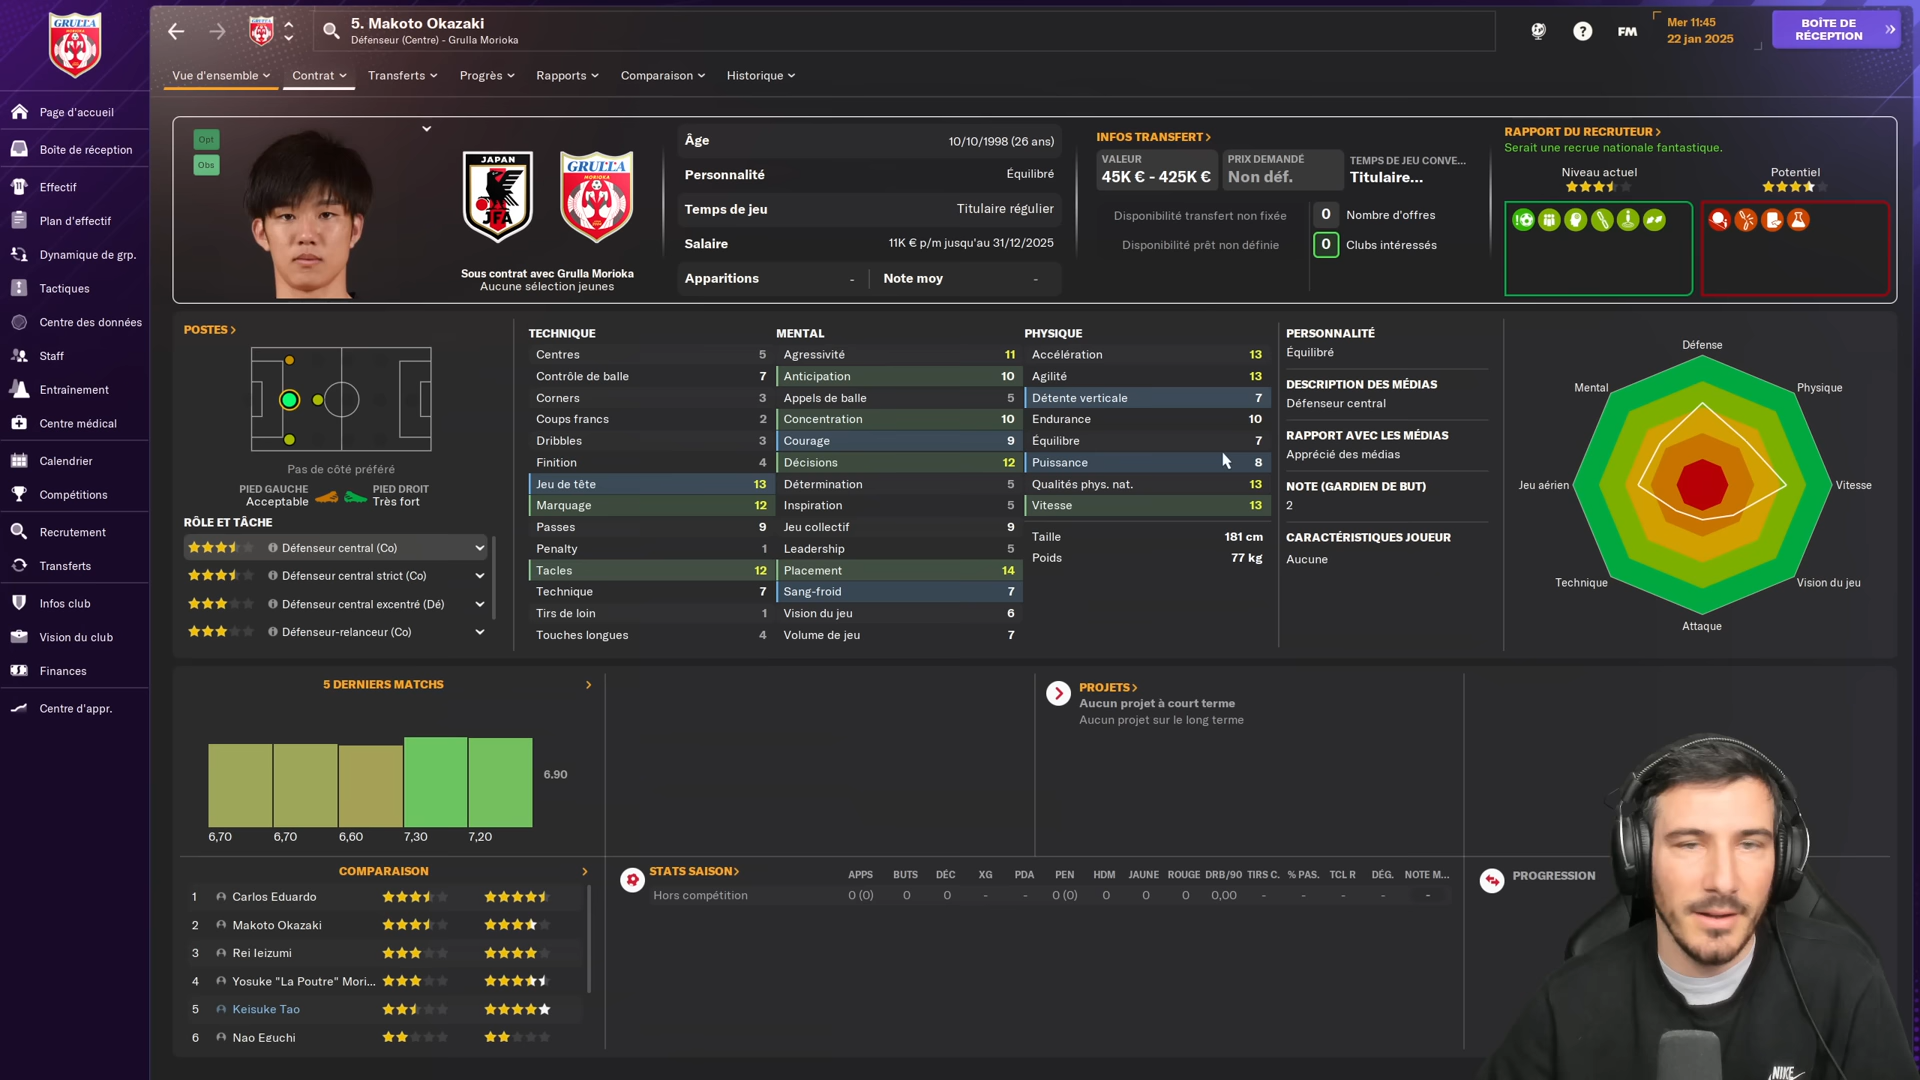 GRULLA
MORIOKA
5. Makoto Okazaki
Défenseur (Centre) - Grulla Morioka
FM
Mer 11:45
22 jan 2025
BOÎTE DE
RÉCEPTION
Vue d'ensemble
Contrat
Transferts
Progrès
Rapports
Comparaison
Historique
Page d'accueil
Boîte de réception
Effectif
Plan d'effectif
Dynamique de grp.
Tactiques
Centre des données
Staff
Entraînement
Centre médical
Calendrier
Compétitions
Recrutement
Transferts
Infos club
Vision du club
Finances
Centre d'appr.
Opt
Obs
JAPAN
JFA
GRULLA
MORIOKA
Sous contrat avec Grulla Morioka
Aucune sélection jeunes
Âge 10/10/1998 (26 ans)
Personnalité Équilibré
Temps de jeu Titulaire régulier
Salaire 11K € p/m jusqu'au 31/12/2025
Apparitions - Note moy -
INFOS TRANSFERT
VALEUR
45K € - 425K €
PRIX DEMANDÉ
Non déf.
TEMPS DE JEU CONVE...
Titulaire...
Disponibilité transfert non fixée
0 Nombre d'offres
Disponibilité prêt non définie
0 Clubs intéressés
RAPPORT DU RECRUTEUR
Serait une recrue nationale fantastique.
Niveau actuel
Potentiel
POSTES
Pas de côté préféré
PIED GAUCHE
Acceptable
PIED DROIT
Très fort
RÔLE ET TÂCHE
Défenseur central (Co)
Défenseur central strict (Co)
Défenseur central excentré (Dé)
Défenseur-relanceur (Co)
TECHNIQUE
Centres 5
Contrôle de balle 7
Corners 3
Coups francs 2
Dribbles 3
Finition 4
Jeu de tête 13
Marquage 12
Passes 9
Penalty 1
Tacles 12
Technique 7
Tirs de loin 1
Touches longues 4
MENTAL
Agressivité 11
Anticipation 10
Appels de balle 5
Concentration 10
Courage 9
Décisions 12
Détermination 5
Inspiration 5
Jeu collectif 9
Leadership 5
Placement 14
Sang-froid 7
Vision du jeu 6
Volume de jeu 7
PHYSIQUE
Accélération 13
Agilité 13
Détente verticale 7
Endurance 10
Équilibre 7
Puissance 8
Qualités phys. nat. 13
Vitesse 13
Taille 181 cm
Poids 77 kg
PERSONNALITÉ
Équilibré
DESCRIPTION DES MÉDIAS
Défenseur central
RAPPORT AVEC LES MÉDIAS
Apprécié des médias
NOTE (GARDIEN DE BUT)
2
CARACTÉRISTIQUES JOUEUR
Aucune
Défense
Mental
Physique
Jeu aérien
Vitesse
Technique
Vision du jeu
Attaque
5 DERNIERS MATCHS
6.90
6,70 6,70 6,60 7,30 7,20
PROJETS
Aucun projet à court terme
Aucun projet sur le long terme
COMPARAISON
1 Carlos Eduardo
2 Makoto Okazaki
3 Rei Ieizumi
4 Yosuke "La Poutre" Mori...
5 Keisuke Tao
6 Nao Eguchi
STATS SAISON
APPS BUTS DÉC XG PDA PEN HDM JAUNE ROUGE DRB/90 TIRS C. % PAS. TCL R DÉG. NOTE M...
Hors compétition 0 (0) 0 0 - - 0 (0) 0 0 0 0,00 - - - - -
PROGRESSION
NIKE